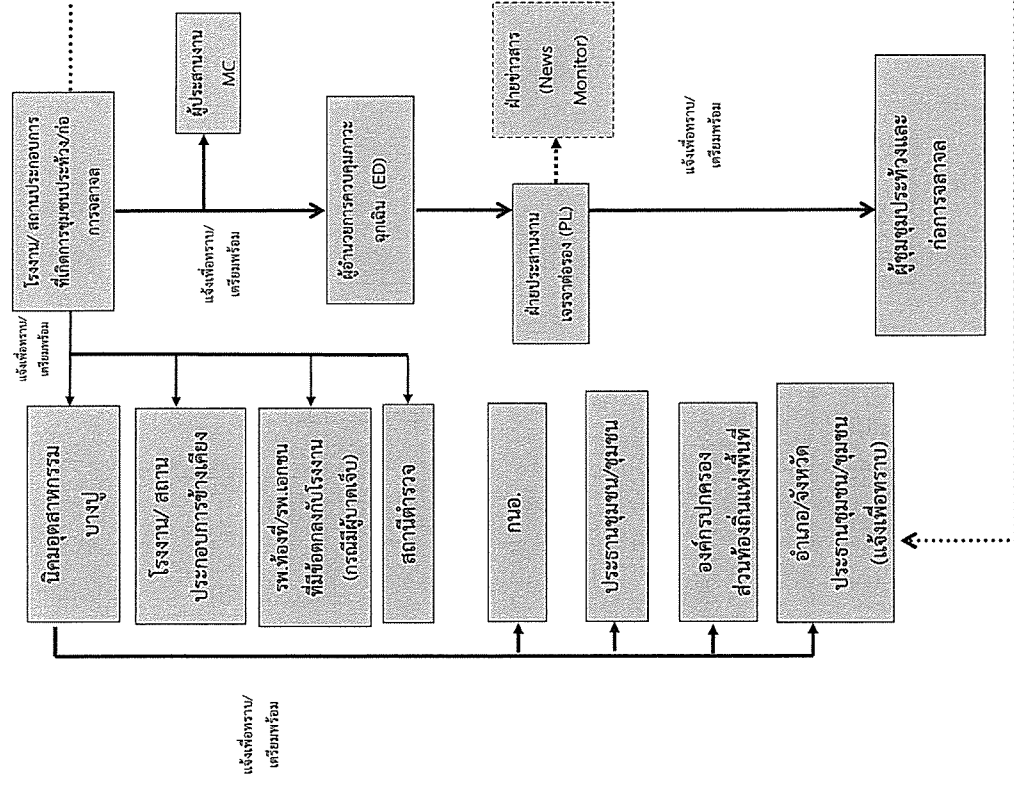 แจ้งเพื่อทราบ/
เตรียมพร้อม
นิคมอุตสาหกรรม
บางปู
โรงงาน/ สถาน
ประกอบการข้างเคียง
รพ.ท้องที่/รพ.เอกชน
ที่มีข้อตกลงกับโรงงาน
(กรณีมีผู้บาดเจ็บ)
สถานีตำรวจ
กนอ.
ประธานชุมชน/ชุมชน
องค์กรปกครอง
ส่วนท้องถิ่นแห่งพื้นที่
อำเภอ/จังหวัด
ประธานชุมชน/ชุมชน
(แจ้งเพื่อทราบ)
แจ้งเพื่อทราบ/
เตรียมพร้อม
โรงงาน/ สถานประกอบการ
ที่เกิดการชุมชนประท้วง/ก่อ
การจลาจล
แจ้งเพื่อทราบ/
เตรียมพร้อม
ผู้ประสานงาน
MC
ผู้อำนวยการควบคุมภาวะ
ฉุกเฉิน (ED)
ฝ่ายประสานงาน
เจรจาต่อรอง (PL)
ฝ่ายข่าวสาร
(News
Monitor)
แจ้งเพื่อทราบ/
เตรียมพร้อม
ผู้ชุมชุมประท้วงและ
ก่อการจลาจล